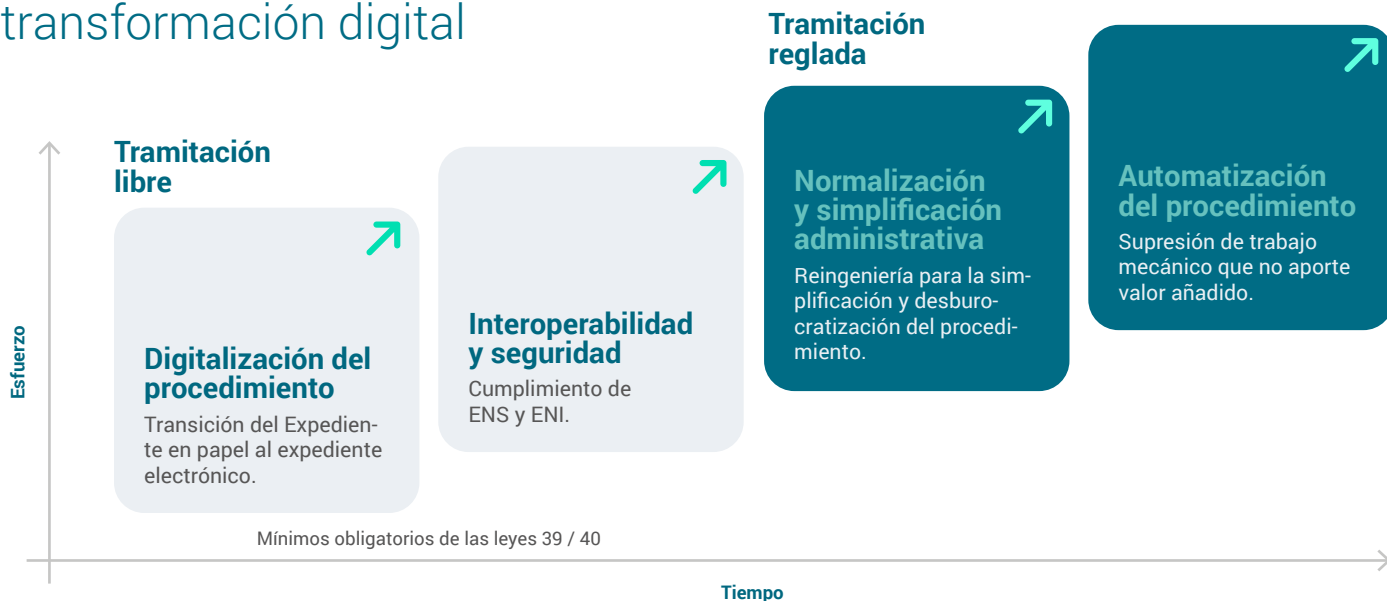 transformación digital
Tramitación
libre
Digitalización del
procedimiento
Transición del Expedien-
te en papel al expediente
electrónico.
Interoperabilidad
y seguridad
Cumplimiento de
ENS y ENI.
Tramitación
reglada
Normalización
y simplificación
administrativa
Reingeniería para la sim-
plificación y desburo-
cratización del procedi-
miento.
Automatización
del procedimiento
Supresión de trabajo
mecánico que no aporte
valor añadido.
Esfuerzo
Mínimos obligatorios de las leyes 39 / 40
Tiempo